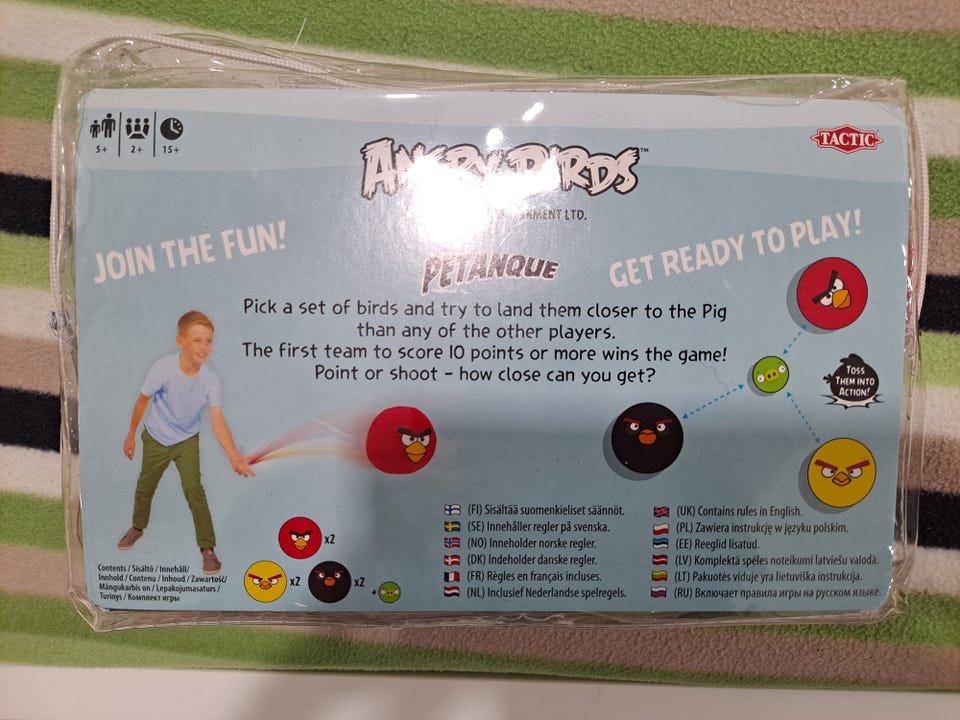 5+ 2+ 15+
TACTIC
ANGRY BIRDS™
LTD.
JOIN THE FUN!
GET READY TO PLAY!
PETANQUE
Pick a set of birds and try to land them closer to the Pig
than any of the other players.
The first team to score 10 points or more wins the game!
Point or shoot – how close can you get?
TOSS
THEM INTO
ACTION!
x2
x2 x2 +
Contents / Sisältö / Innehåll/
Innhold / Contenu / Inhoud / Zawartość/
Mängukarbis on / Lepakojumasaturs/
Turinys / Комплект игры
(FI) Sisältää suomenkieliset säännöt.
(SE) Innehåller regler på svenska.
(NO) Inneholder norske regler.
(DK) Indeholder danske regler.
(FR) Règles en français incluses.
(NL) Inclusief Nederlandse spelregels.
(UK) Contains rules in English.
(PL) Zawiera instrukcję w języku polskim.
(EE) Reeglid lisatud.
(LV) Komplektā spēles noteikumi latviešu valodā.
(LT) Pakuotės viduje yra lietuviška instrukcija.
(RU) Включает правила игры на русском языке.